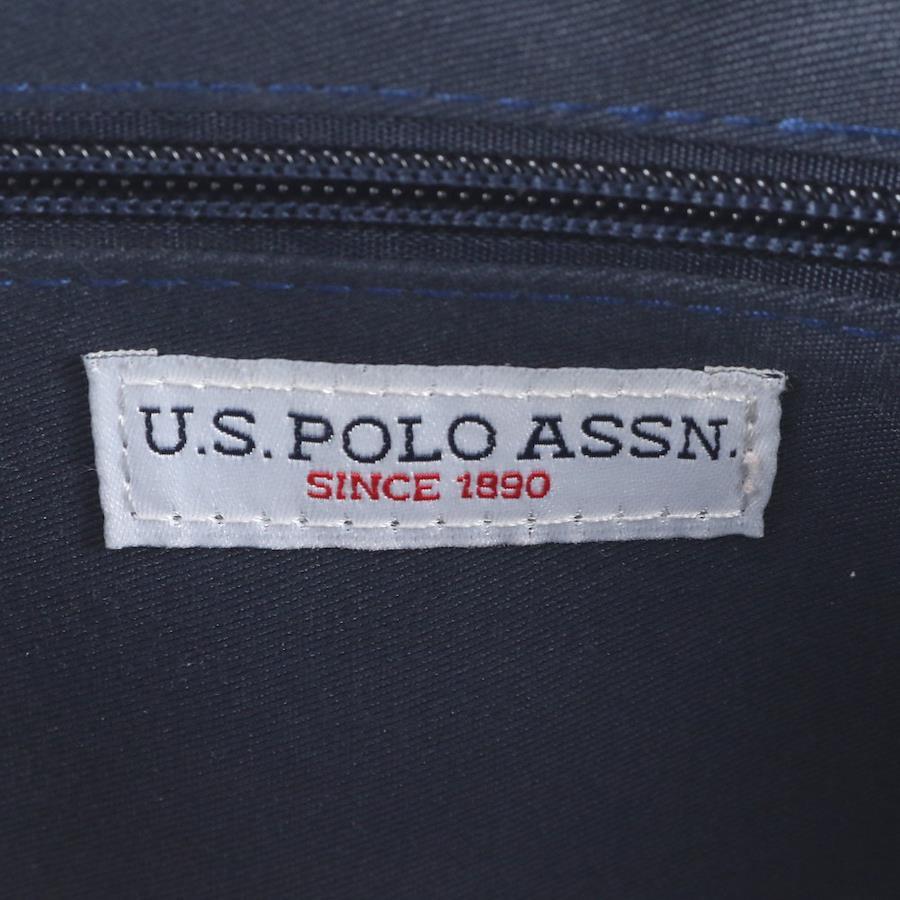 U.S. POLO ASSN.
SINCE 1890